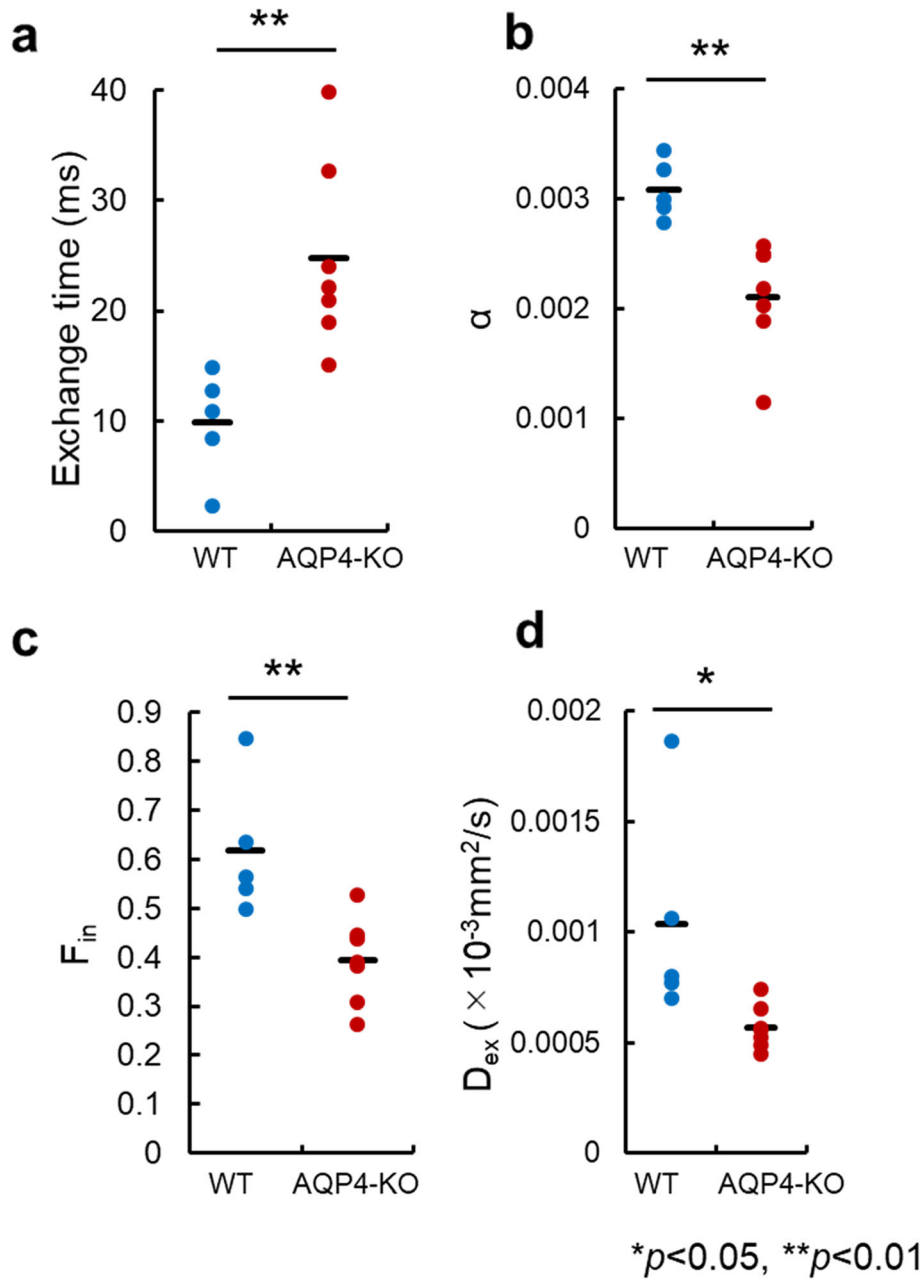 a
**
Exchange time (ms)
40
30
20
10
0
WT AQP4-KO
b
**
α
0.004
0.003
0.002
0.001
0
WT AQP4-KO
c
**
F_in
0.9
0.8
0.7
0.6
0.5
0.4
0.3
0.2
0.1
0
WT AQP4-KO
d
*
D_ex ( × 10⁻³mm²/s)
0.002
0.0015
0.001
0.0005
0
WT AQP4-KO
*p<0.05, **p<0.01